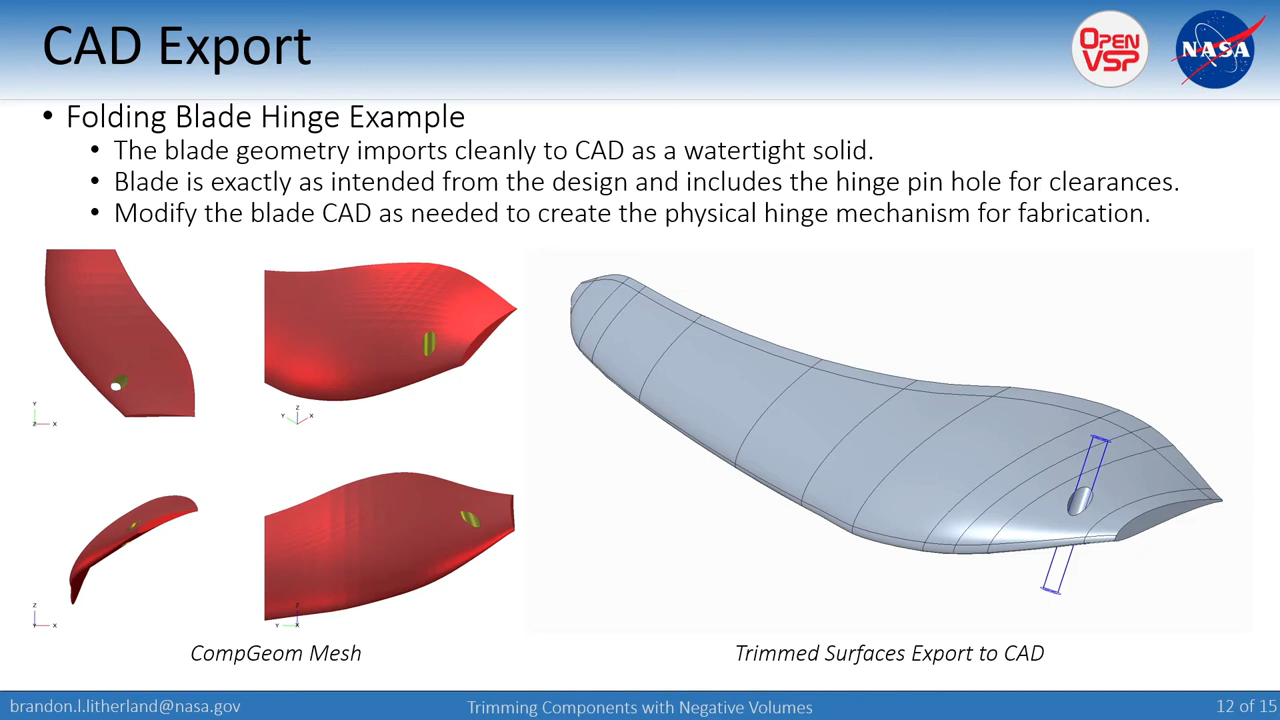 CAD Export
OPEN
VSP
NASA
• Folding Blade Hinge Example
• The blade geometry imports cleanly to CAD as a watertight solid.
• Blade is exactly as intended from the design and includes the hinge pin hole for clearances.
• Modify the blade CAD as needed to create the physical hinge mechanism for fabrication.
Y
Z X
Z
Y X
Z
Y X
Z
Y X
CompGeom Mesh
Trimmed Surfaces Export to CAD
brandon.l.litherland@nasa.gov
Trimming Components with Negative Volumes
12 of 15